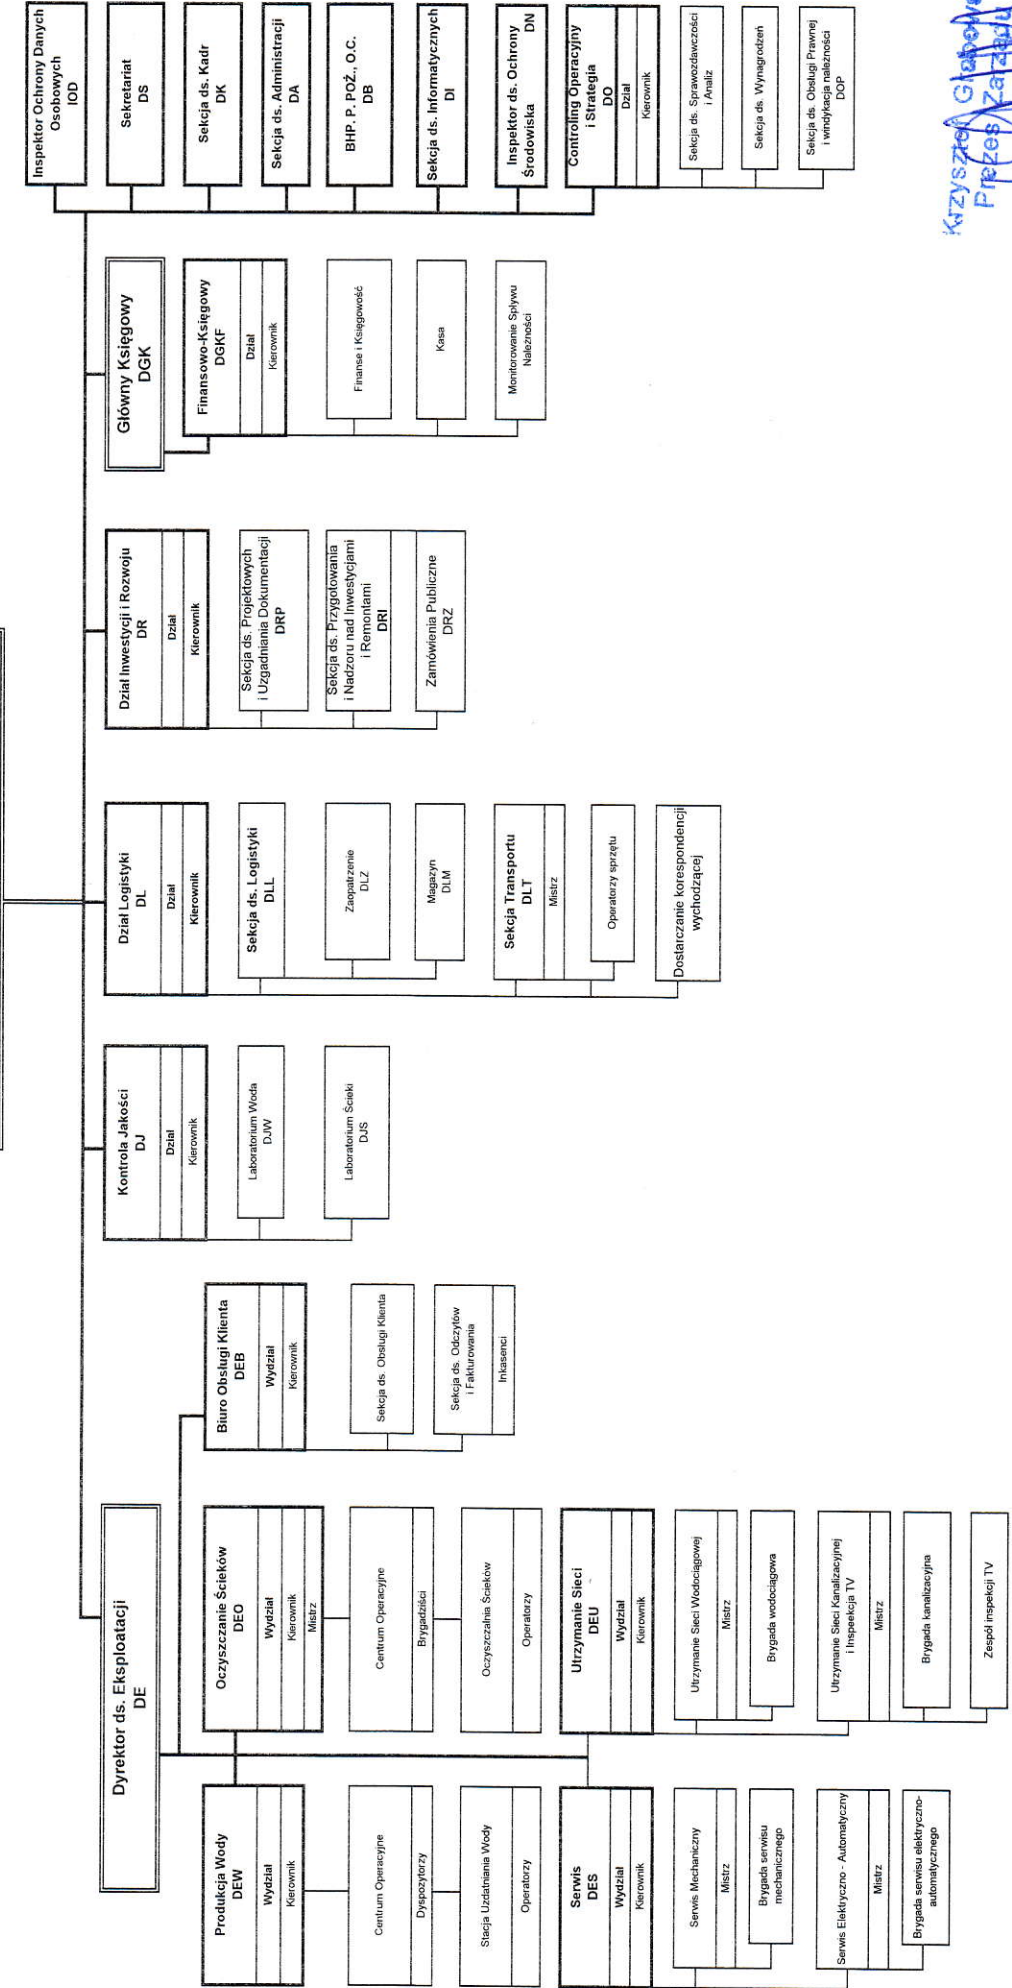 Dyrektor ds. Eksploatacji
DE
Produkcja Wody
DEW
Wydział
Kierownik
Centrum Operacyjne
Dyspozytorzy
Stacja Uzdatniania Wody
Operatorzy
Serwis
DES
Wydział
Kierownik
Serwis Mechaniczny
Mistrz
Brygada serwisu
mechanicznego
Serwis Elektryczno - Automatyczny
Mistrz
Brygada serwisu elektryczno-
automatycznego
Oczyszczanie Ścieków
DEO
Wydział
Kierownik
Mistrz
Centrum Operacyjne
Brygadziści
Oczyszczalnia Ścieków
Operatorzy
Utrzymanie Sieci
DEU
Wydział
Kierownik
Utrzymanie Sieci Wodociągowej
Mistrz
Brygada wodociągowa
Utrzymanie Sieci Kanalizacyjnej
i Inspeekcja TV
Mistrz
Brygada kanalizacyjna
Zespół inspekcji TV
Biuro Obsługi Klienta
DEB
Wydział
Kierownik
Sekcja ds. Obsługi Klienta
Sekcja ds. Odczytów
i Fakturowania
Inkasenci
Kontrola Jakości
DJ
Dział
Kierownik
Laboratorium Woda
DJW
Laboratorium Ścieki
DJS
Dział Logistyki
DL
Dział
Kierownik
Sekcja ds. Logistyki
DLL
Zaopatrzenie
DLZ
Magazyn
DLM
Sekcja Transportu
DLT
Mistrz
Operatorzy sprzętu
Dostarczanie korespondencji
wychodzącej
Dział Inwestycji i Rozwoju
DR
Dział
Kierownik
Sekcja ds. Projektowych
i Uzgadniania Dokumentacji
DRP
Sekcja ds. Przygotowania
i Nadzoru nad Inwestycjami
i Remontami
DRI
Zamówienia Publiczne
DRZ
Główny Księgowy
DGK
Finansowo-Księgowy
DGKF
Dział
Kierownik
Finanse i Księgowość
Kasa
Monitorowanie Spływu
Należności
Inspektor Ochrony Danych
Osobowych
IOD
Sekretariat
DS
Sekcja ds. Kadr
DK
Sekcja ds. Administracji
DA
BHP. P. POŻ., O.C.
DB
Sekcja ds. Informatycznych
DI
Inspektor ds. Ochrony
Środowiska DN
Controling Operacyjny
i Strategia
DO
Dział
Kierownik
Sekcja ds. Sprawozdawczości
i Analiz
Sekcja ds. Wynagrodzeń
Sekcja ds. Obsługi Prawnej
i windykacja należności
DOP
Krzysztof
Prezes Zarządu